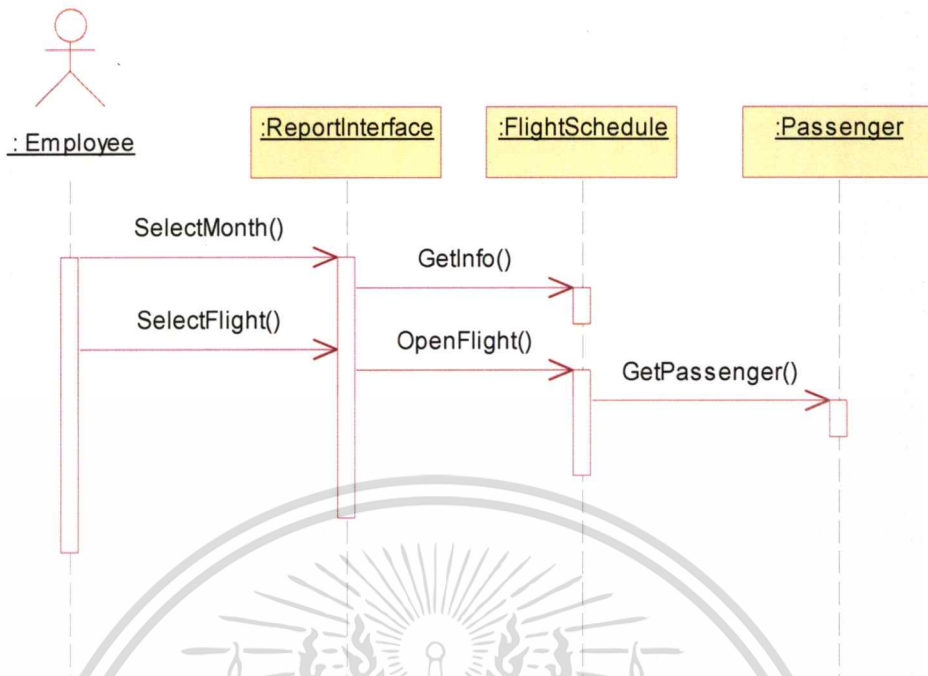 : Employee
:ReportInterface
:FlightSchedule
:Passenger
SelectMonth()
GetInfo()
SelectFlight()
OpenFlight()
GetPassenger()